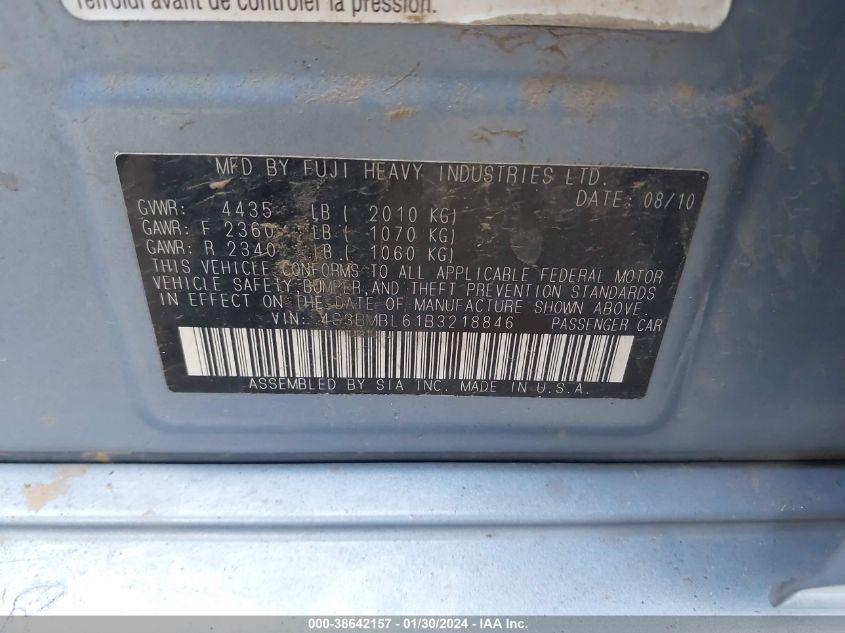 refroidi avant de contrôler la pression.
MFD BY FUJI HEAVY INDUSTRIES LTD.
DATE: 08/10
GVWR: 4435 LB ( 2010 KG)
GAWR: F 2360 LB ( 1070 KG)
GAWR: R 2340 LB ( 1060 KG)
THIS VEHICLE CONFORMS TO ALL APPLICABLE FEDERAL MOTOR
VEHICLE SAFETY, BUMPER, AND THEFT PREVENTION STANDARDS
IN EFFECT ON THE DATE OF MANUFACTURE SHOWN ABOVE.
VIN: 4S3BMBL61B3218846 PASSENGER CAR
ASSEMBLED BY SIA INC. MADE IN U.S.A.
000-38642157 - 01/30/2024 - IAA Inc.